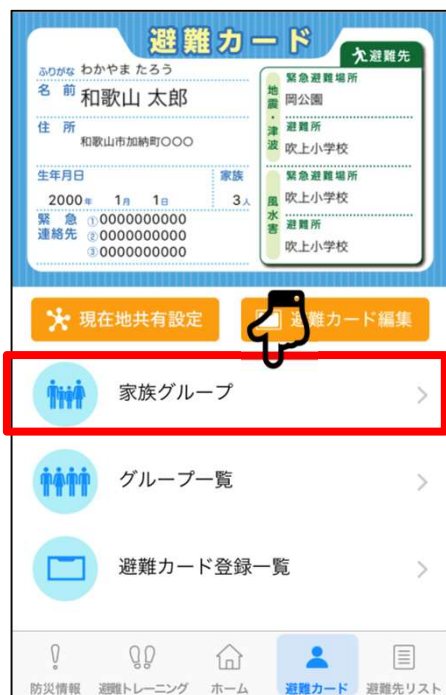 避難カード
避難先
ふりがな わかやま たろう
名前 和歌山 太郎
住所 和歌山市加納町○○○
生年月日
2000年 1月 1日
家族
3人
緊急連絡先 ①0000000000
②0000000000
③0000000000
地震・津波
緊急避難場所
岡公園
避難所
吹上小学校
風水害
緊急避難場所
吹上小学校
避難所
吹上小学校
現在地共有設定
避難カード編集
家族グループ
グループ一覧
避難カード登録一覧
防災情報 避難トレーニング ホーム 避難カード 避難先リスト